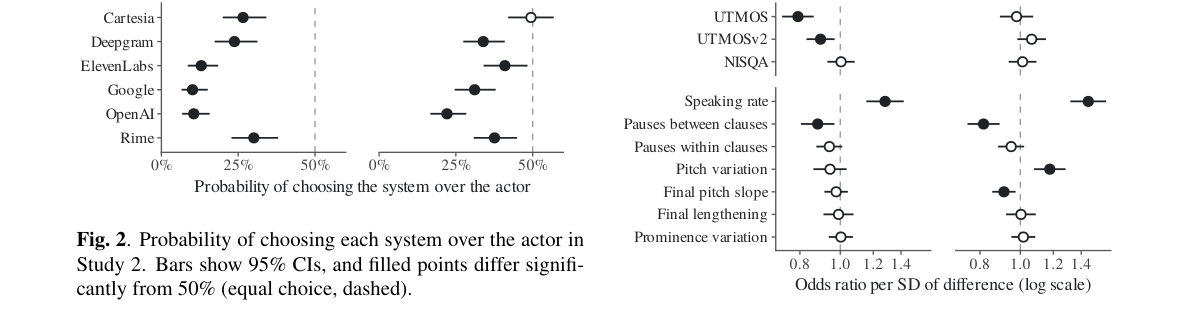 Cartesia
Deepgram
ElevenLabs
Google
OpenAI
Rime
0% 25% 50% 0% 25% 50%
Probability of choosing the system over the actor
Fig. 2. Probability of choosing each system over the actor in
Study 2. Bars show 95% CIs, and filled points differ signifi-
cantly from 50% (equal choice, dashed).
UTMOS
UTMOSv2
NISQA
Speaking rate
Pauses between clauses
Pauses within clauses
Pitch variation
Final pitch slope
Final lengthening
Prominence variation
0.8 1.0 1.2 1.4 0.8 1.0 1.2 1.4
Odds ratio per SD of difference (log scale)